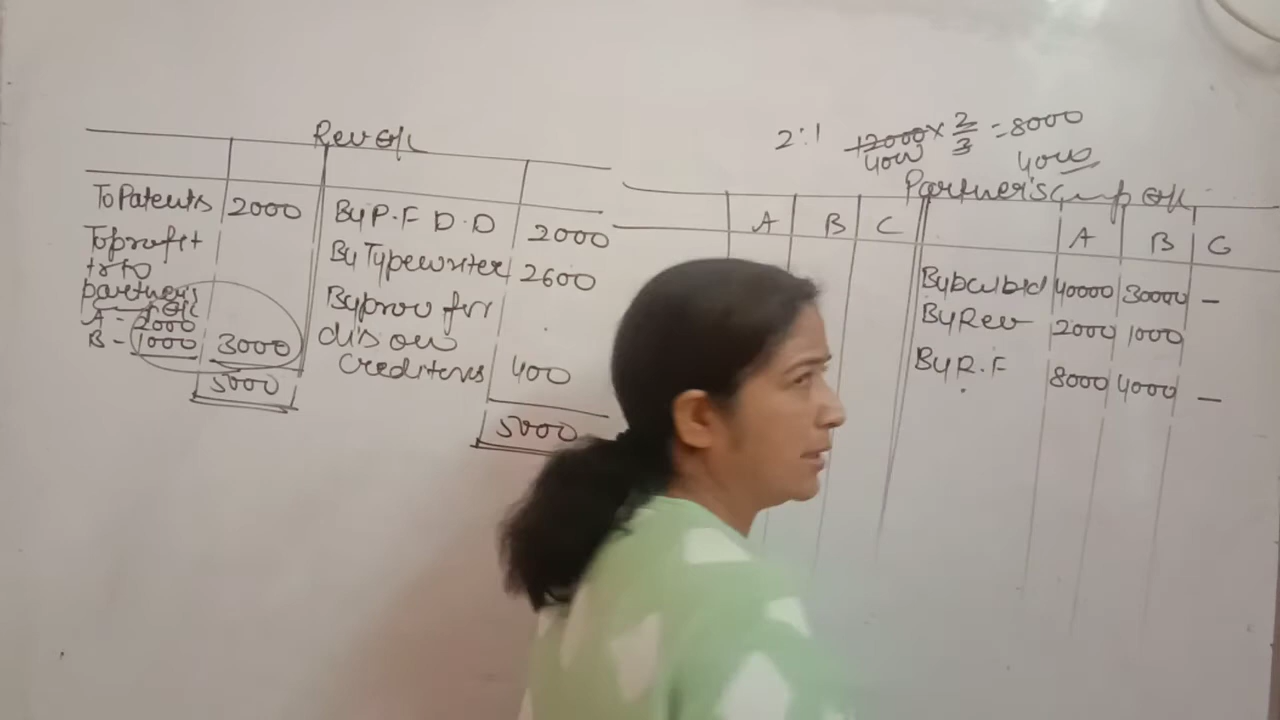 Rev a/c
To Patents 2000
To profit
tr to
partner's
cap a/c
A - 2000
B - 1000 3000
5000
By P.F D.D 2000
By Typewriter 2600
By prov for
dis on
Creditors 400
5000
2:1 12000 × 2/3 = 8000
4000 4000
Partner's cap a/c
A B C A B C
By bal b/d 40000 30000 –
By Rev 2000 1000
By R.F 8000 4000 –